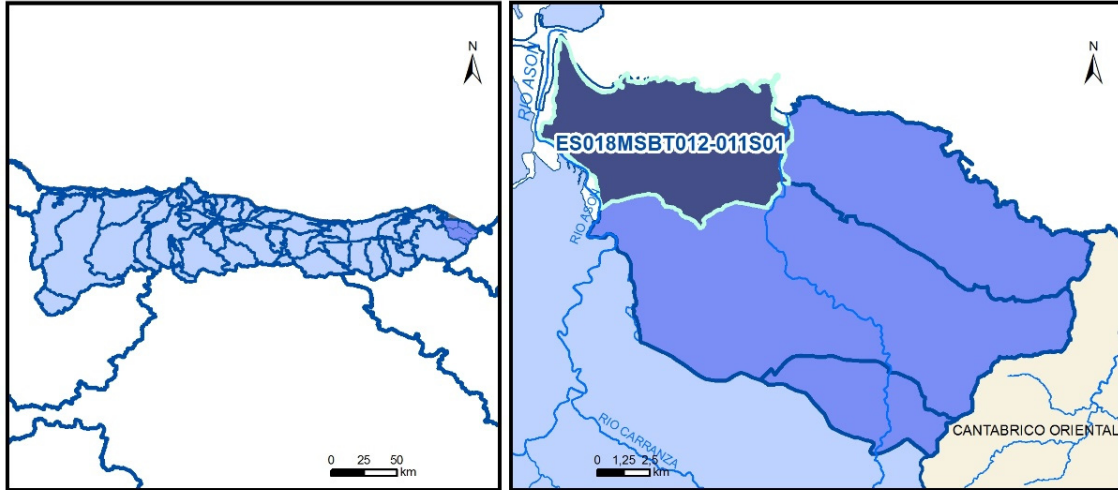 N
0 25 50
km
N
RIO ASON
ES018MSBT012-011S01
RIO ASON
RIO CARRANZA
CANTABRICO ORIENTAL
0 1,25 2,5
km